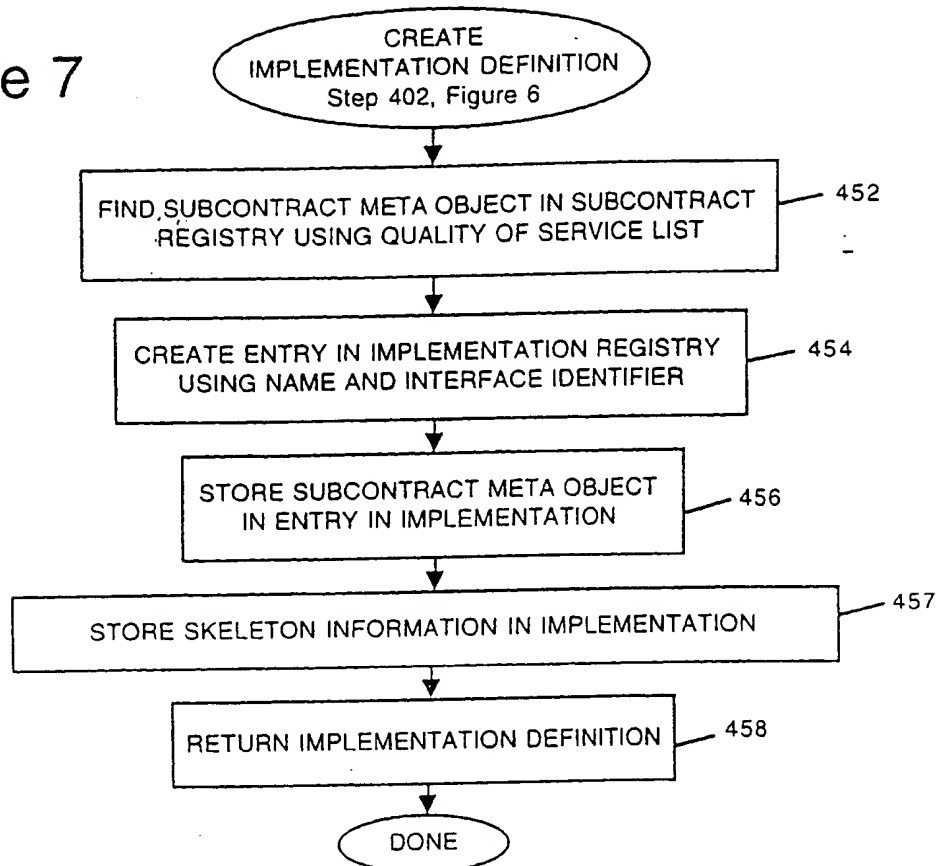 e 7
CREATE
IMPLEMENTATION DEFINITION
Step 402, Figure 6
FIND SUBCONTRACT META OBJECT IN SUBCONTRACT
REGISTRY USING QUALITY OF SERVICE LIST
452
CREATE ENTRY IN IMPLEMENTATION REGISTRY
USING NAME AND INTERFACE IDENTIFIER
454
STORE SUBCONTRACT META OBJECT
IN ENTRY IN IMPLEMENTATION
456
STORE SKELETON INFORMATION IN IMPLEMENTATION
457
RETURN IMPLEMENTATION DEFINITION
458
DONE